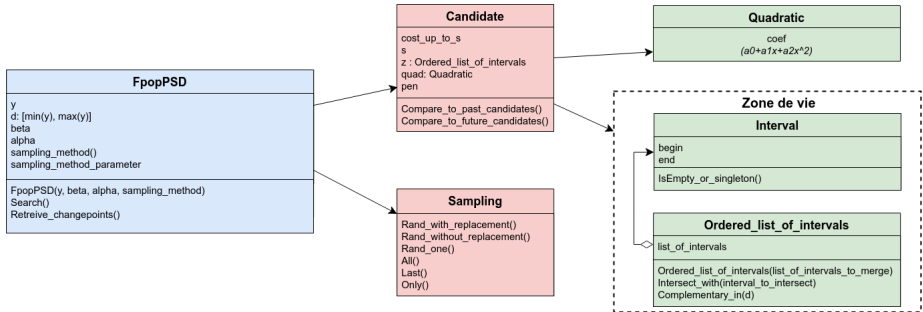 FpopPSD
y
d: [min(y), max(y)]
beta
alpha
sampling_method()
sampling_method_parameter
FpopPSD(y, beta, alpha, sampling_method)
Search()
Retreive_changepoints()
Candidate
cost_up_to_s
s
z : Ordered_list_of_intervals
quad: Quadratic
pen
Compare_to_past_candidates()
Compare_to_future_candidates()
Sampling
Rand_with_replacement()
Rand_without_replacement()
Rand_one()
All()
Last()
Only()
Quadratic
coef
(a0+a1x+a2x^2)
Zone de vie
Interval
begin
end
IsEmpty_or_singleton()
Ordered_list_of_intervals
list_of_intervals
Ordered_list_of_intervals(list_of_intervals_to_merge)
Intersect_with(interval_to_intersect)
Complementary_in(d)